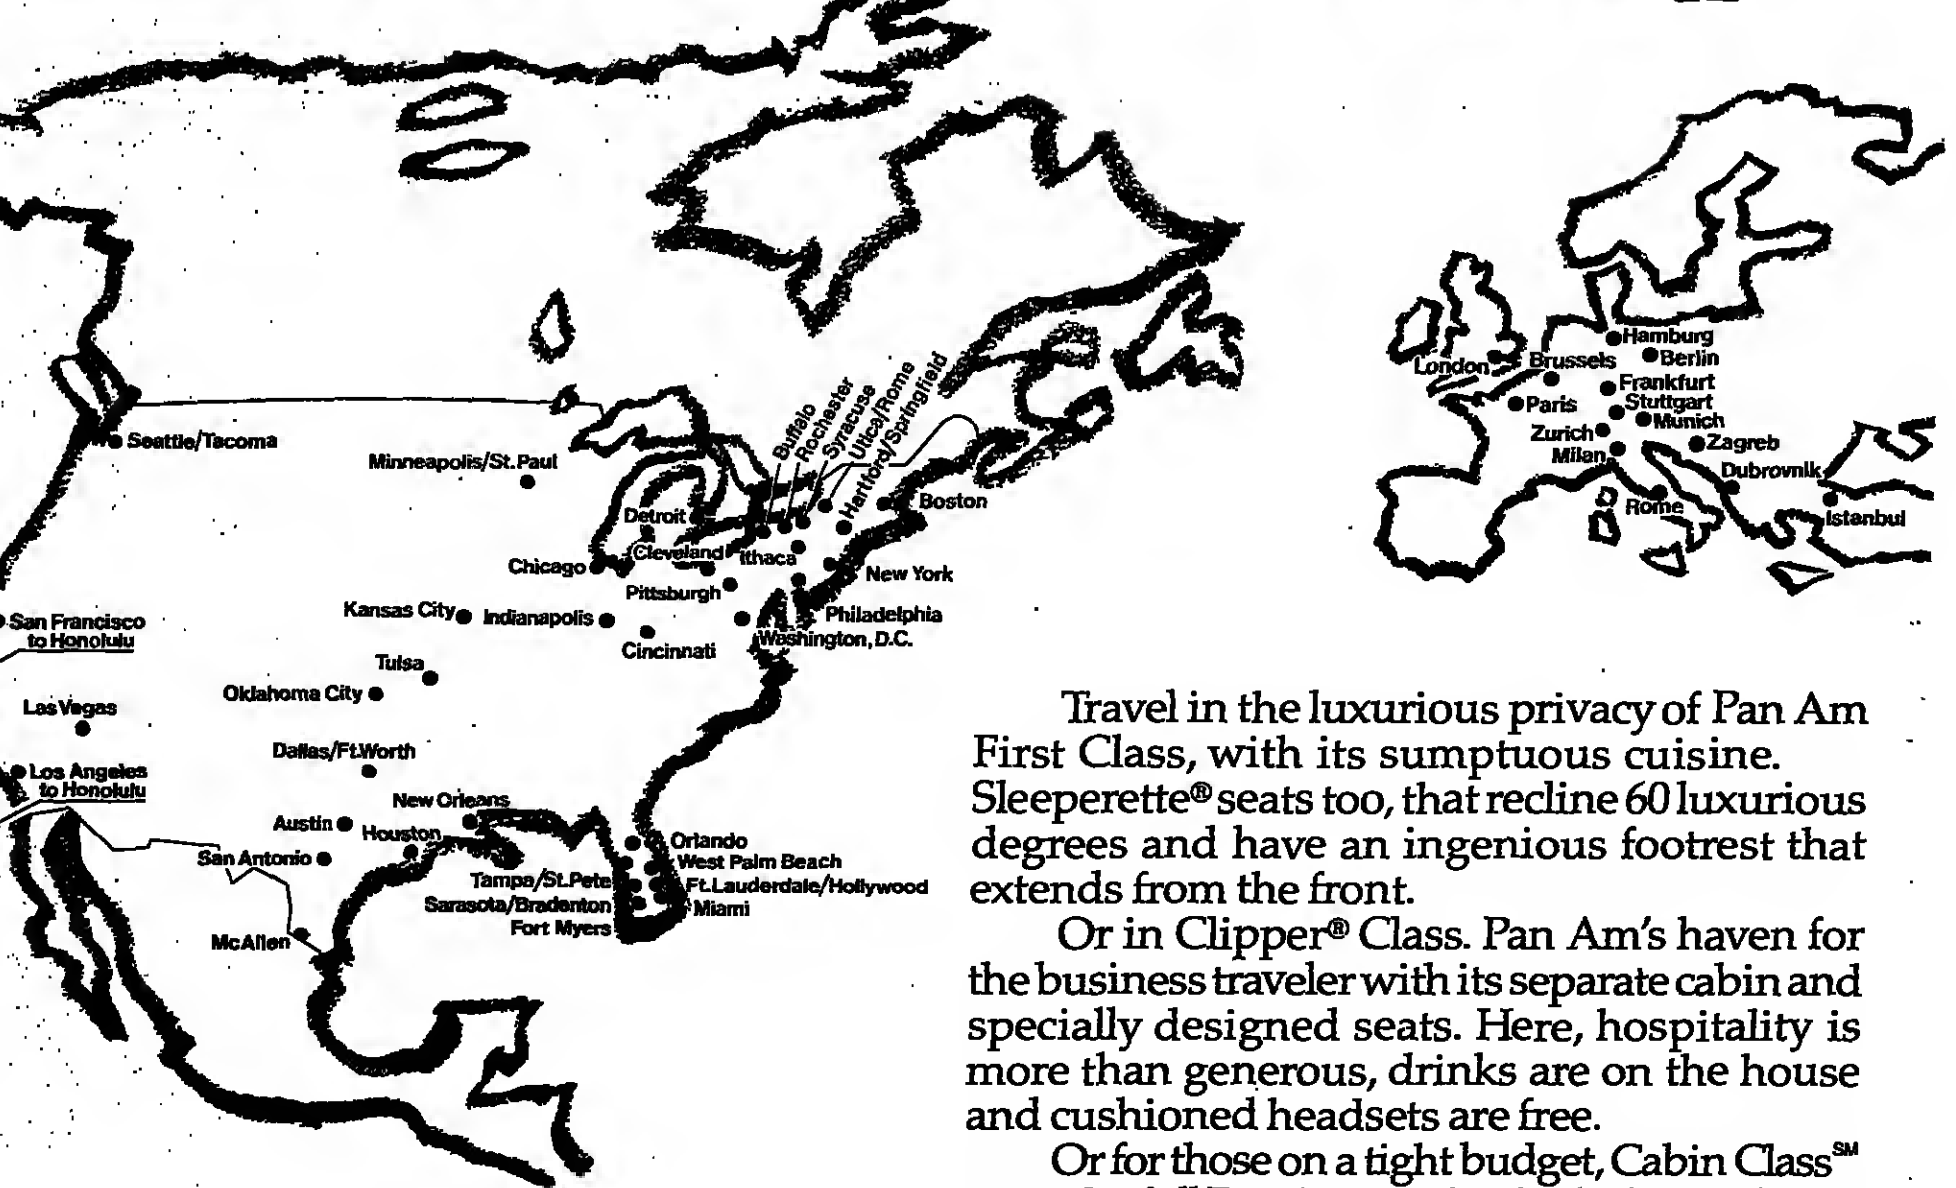 Buffalo
Rochester
Syracuse
Utica/Rome
Hartford/Springfield
Seattle/Tacoma
Minneapolis/St.Paul
Boston
Detroit
Cleveland
Ithaca
Chicago
New York
Pittsburgh
Kansas City
Indianapolis
Philadelphia
Washington, D.C.
Cincinnati
San Francisco
to Honolulu
Tulsa
Oklahoma City
Las Vegas
Dallas/Ft.Worth
Los Angeles
to Honolulu
New Orleans
Austin
Houston
San Antonio
Orlando
West Palm Beach
Tampa/St.Pete
Ft.Lauderdale/Hollywood
Sarasota/Bradenton
Miami
Fort Myers
McAllen
Hamburg
Berlin
London
Brussels
Frankfurt
Paris
Stuttgart
Munich
Zurich
Zagreb
Milan
Dubrovnik
Rome
Istanbul
Travel in the luxurious privacy of Pan Am
First Class, with its sumptuous cuisine.
Sleeperette® seats too, that recline 60 luxurious
degrees and have an ingenious footrest that
extends from the front.
Or in Clipper® Class. Pan Am's haven for
the business traveler with its separate cabin and
specially designed seats. Here, hospitality is
more than generous, drinks are on the house
and cushioned headsets are free.
Or for those on a tight budget, Cabin Class℠